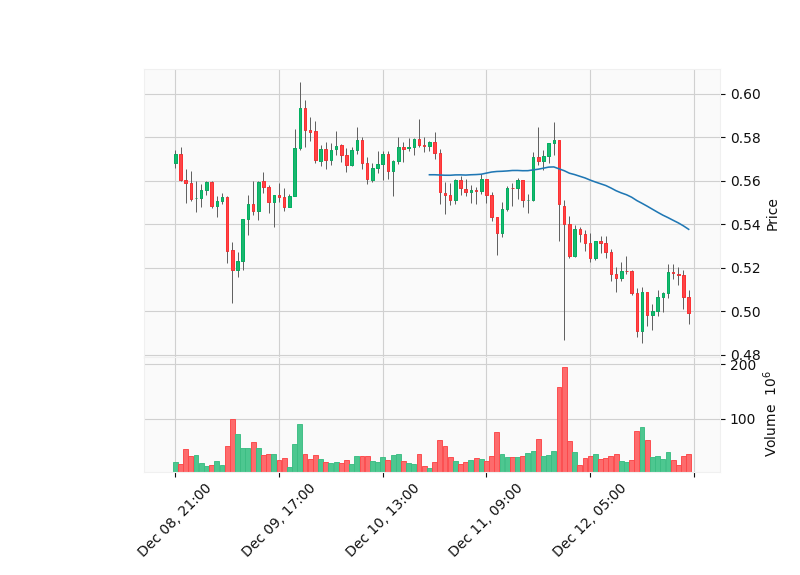 0.60
0.58
0.56
0.54
0.52
0.50
0.48
Price
200
100
Volume 10^6
Dec 08, 21:00
Dec 09, 17:00
Dec 10, 13:00
Dec 11, 09:00
Dec 12, 05:00